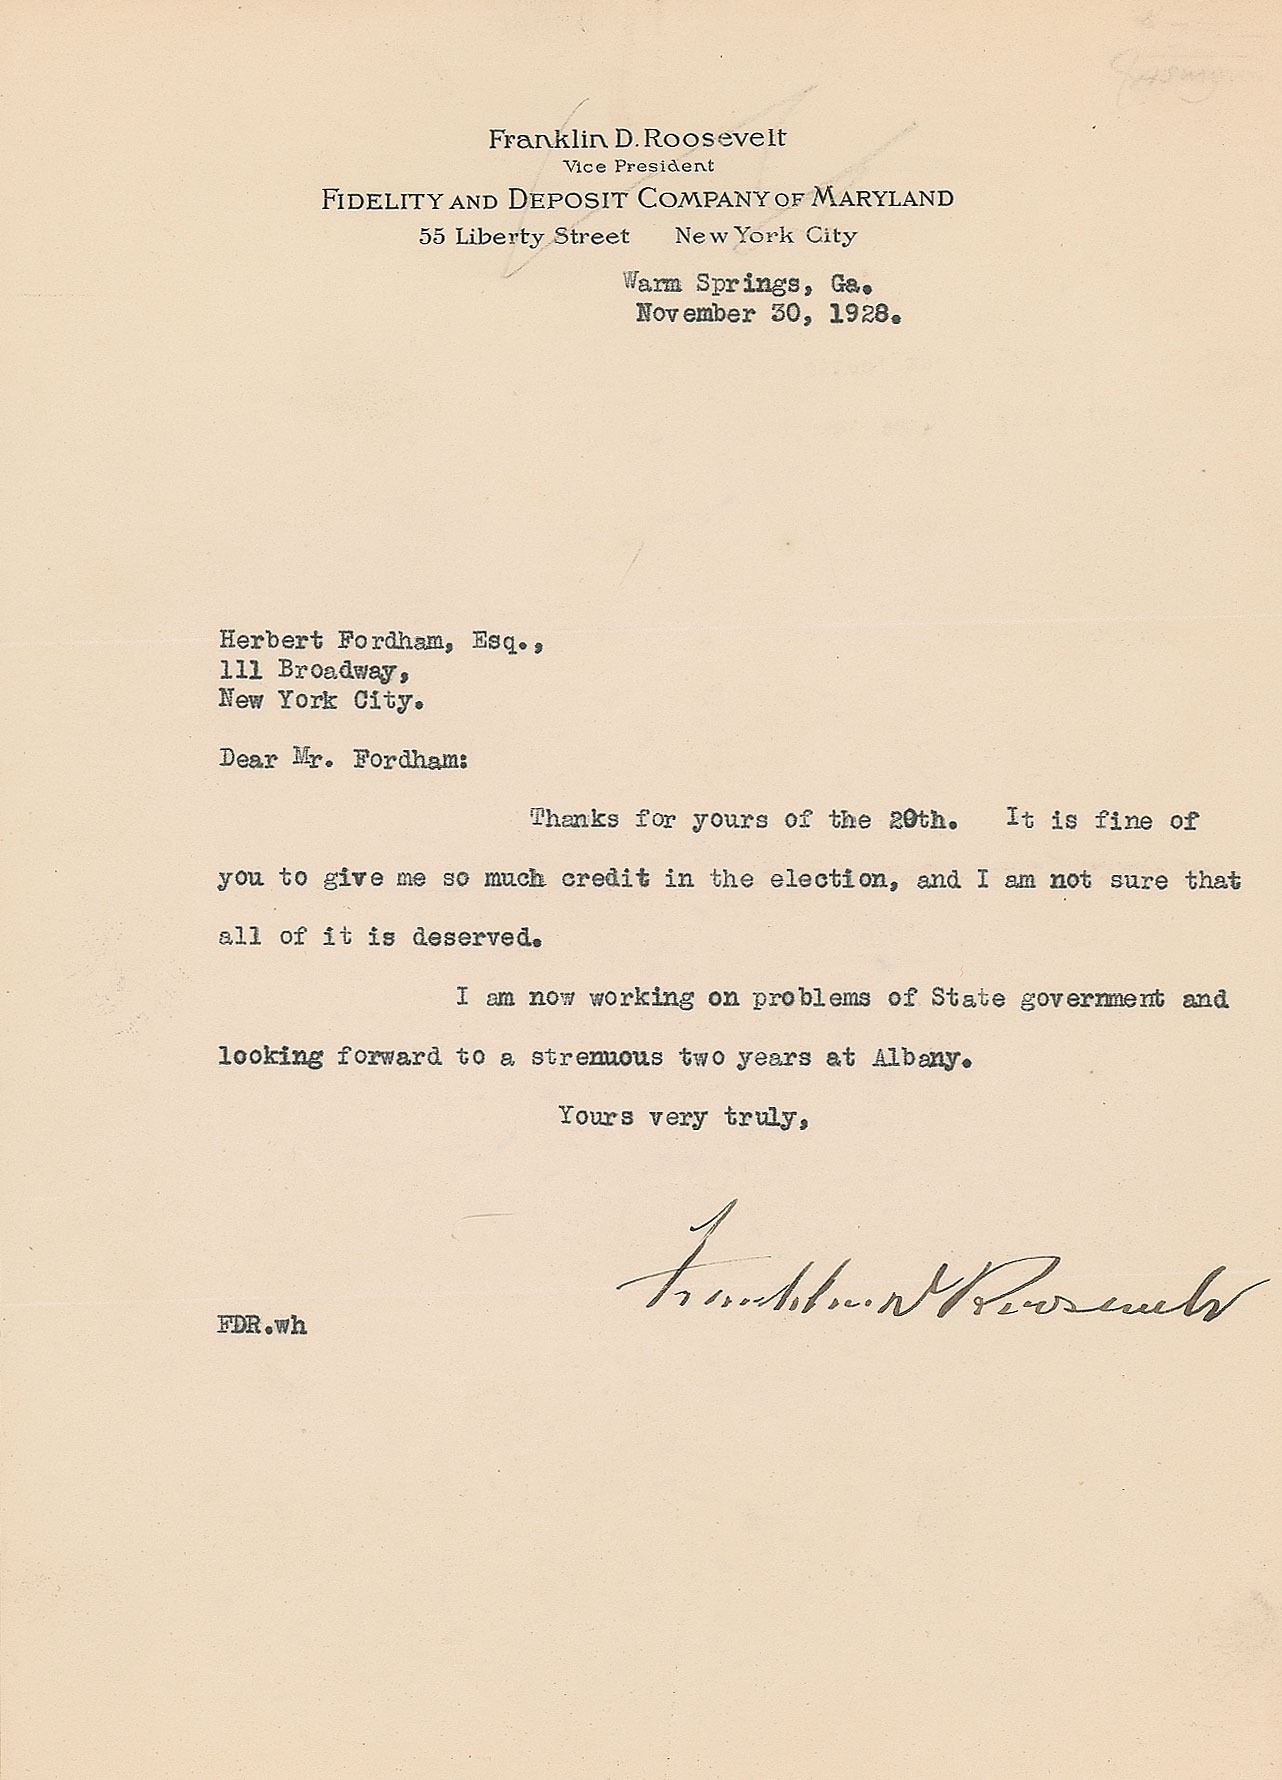 Franklin D. Roosevelt
Vice President
FIDELITY AND DEPOSIT COMPANY OF MARYLAND
55 Liberty Street New York City
Warm Springs, Ga.
November 30, 1928.
Herbert Fordham, Esq.,
111 Broadway,
New York City.
Dear Mr. Fordham:
Thanks for yours of the 20th. It is fine of
you to give me so much credit in the election, and I am not sure that
all of it is deserved.
I am now working on problems of State government and
looking forward to a strenuous two years at Albany.
Yours very truly,
Franklin D Roosevelt
FDR.wh